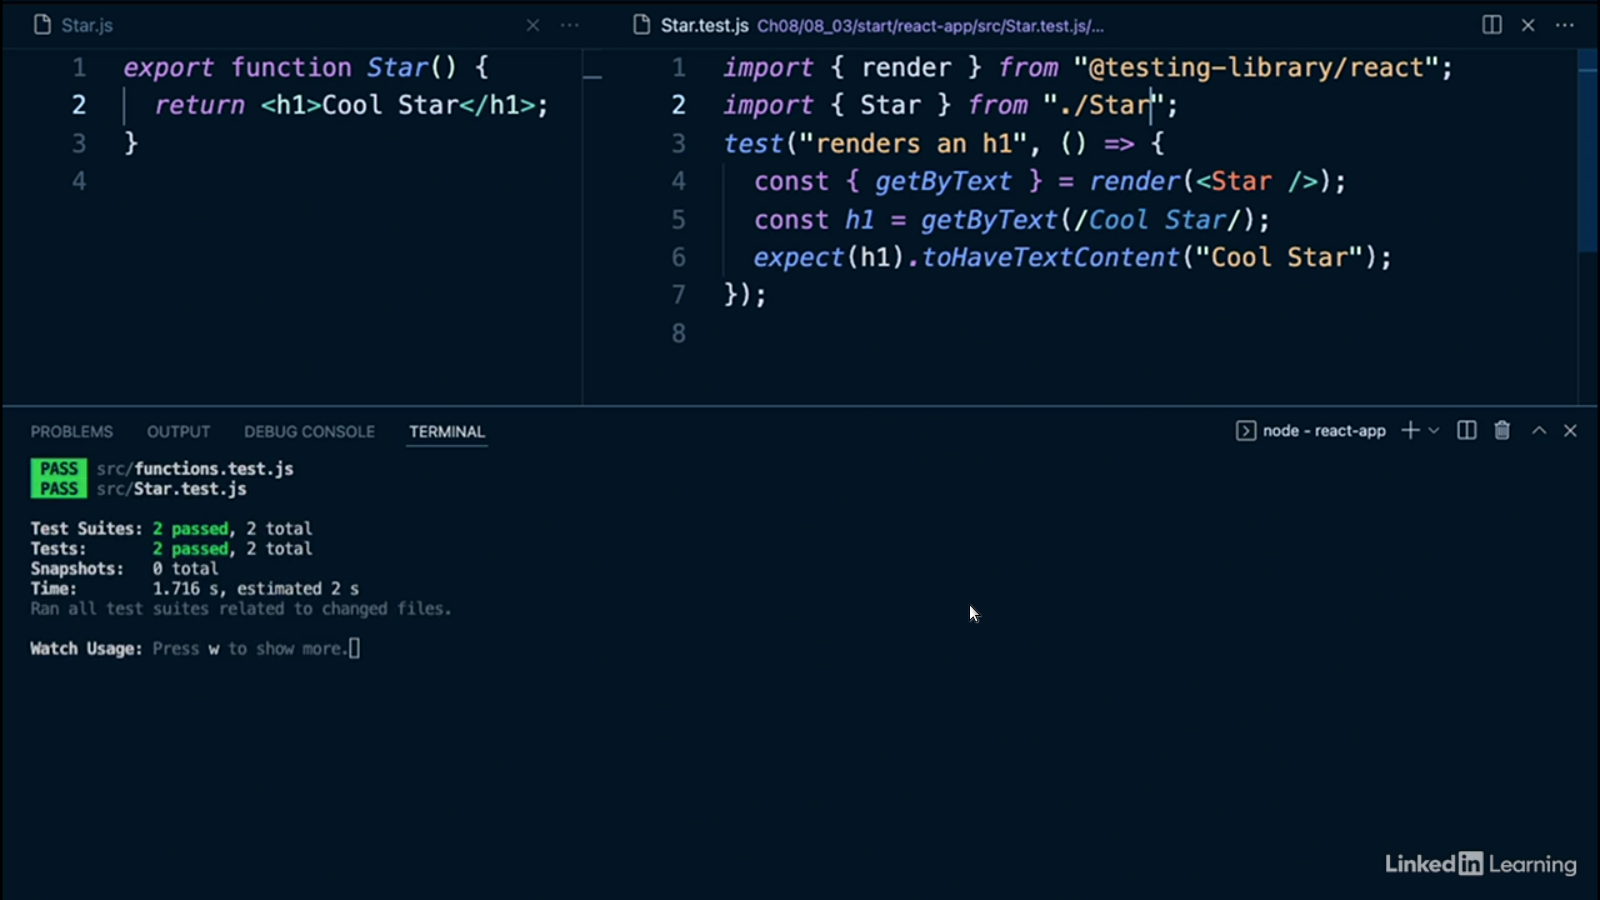 Star.js
1 export function Star() {
2 return <h1>Cool Star</h1>;
3 }
4
Star.test.js Ch08/08_03/start/react-app/src/Star.test.js/...
1 import { render } from "@testing-library/react";
2 import { Star } from "./Star";
3 test("renders an h1", () => {
4 const { getByText } = render(<Star />);
5 const h1 = getByText(/Cool Star/);
6 expect(h1).toHaveTextContent("Cool Star");
7 });
8
PROBLEMS OUTPUT DEBUG CONSOLE TERMINAL
node - react-app
PASS src/functions.test.js
PASS src/Star.test.js
Test Suites: 2 passed, 2 total
Tests: 2 passed, 2 total
Snapshots: 0 total
Time: 1.716 s, estimated 2 s
Ran all test suites related to changed files.
Watch Usage: Press w to show more.
LinkedIn Learning